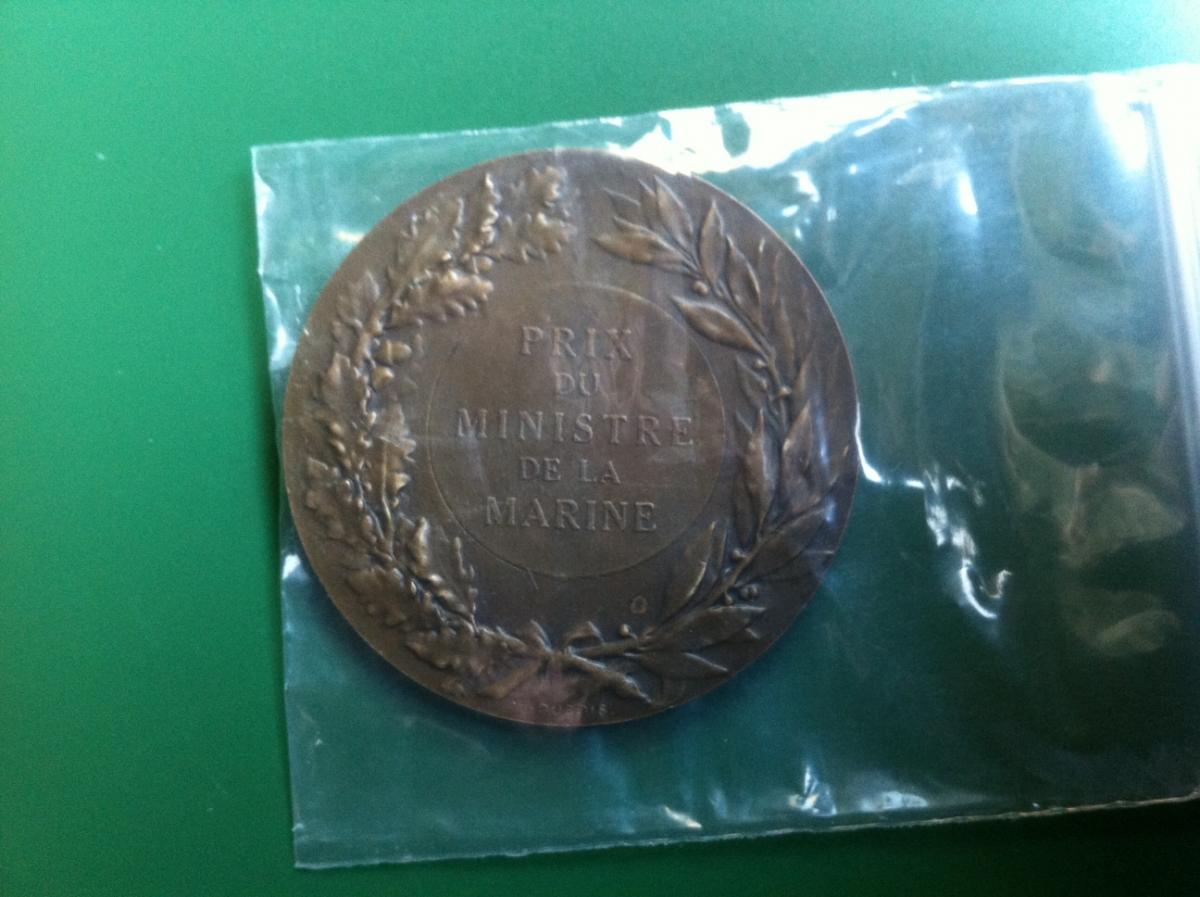 PRIX
DU
MINISTRE
DE LA
MARINE